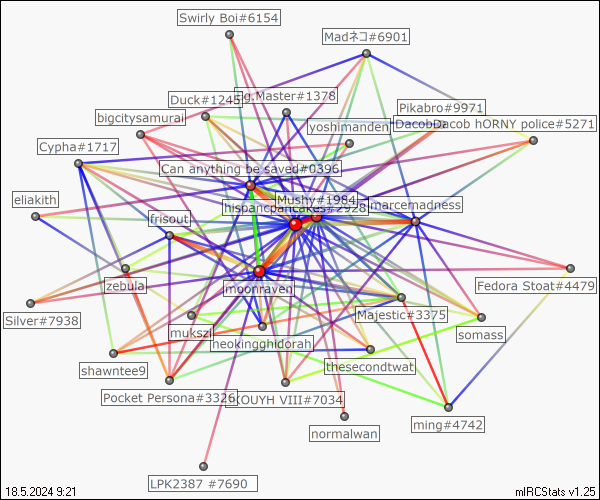 Swirly Boi#6154
Madネコ#6901
Duck#1245
Fig.Master#1378
Pikabro#9971
bigcitysamurai
yoshimanden
DacobDacob hORNY police#5271
Cypha#1717
Can anything be saved#0396
eliakith
Mushy#1984
hispancpancakes#2928
marcemadness
frisout
zebula
moonraven
Fedora Stoat#4479
Silver#7938
Majestic#3375
mukszi
neokingghidorah
somass
shawntee9
thesecondtwat
Pocket Persona#3326
KOUYH VIII#7034
normalwan
ming#4742
LPK2387 #7690
18.5.2024 9:21
mIRCStats v1.25